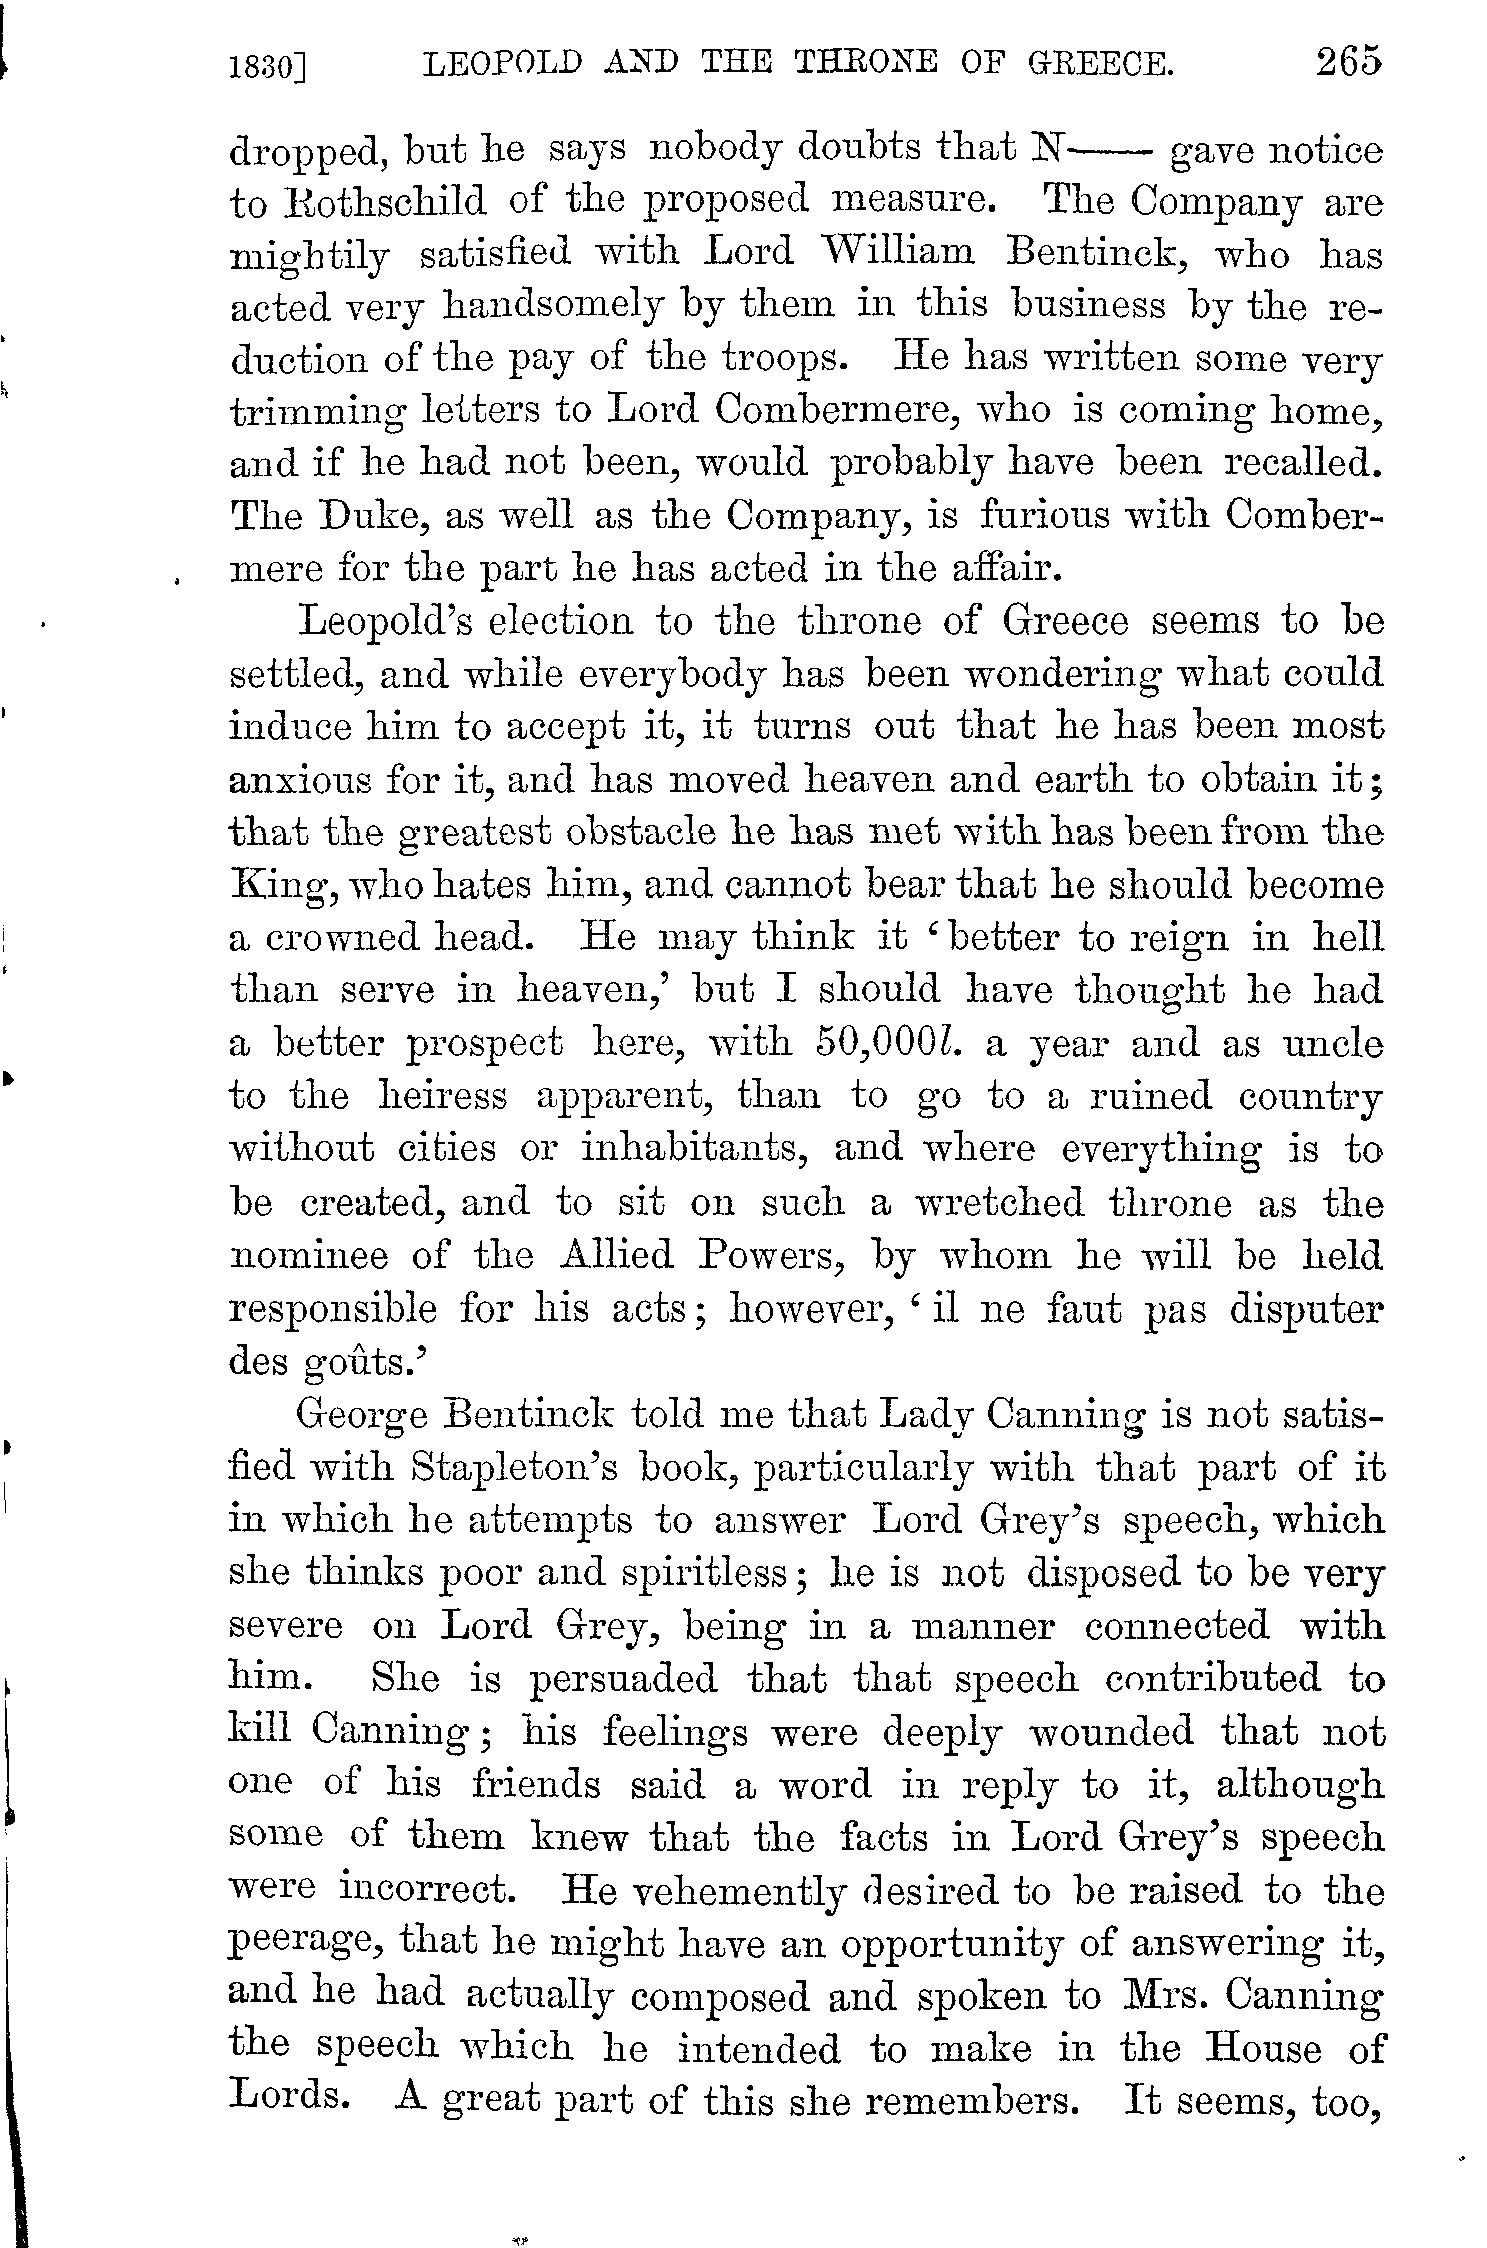 1830] LEOPOLD AND THE THRONE OF GREECE. 265
dropped, but he says nobody doubts that N—— gave notice
to Rothschild of the proposed measure. The Company are
mightily satisfied with Lord William Bentinck, who has
acted very handsomely by them in this business by the re-
duction of the pay of the troops. He has written some very
trimming letters to Lord Combermere, who is coming home,
and if he had not been, would probably have been recalled.
The Duke, as well as the Company, is furious with Comber-
mere for the part he has acted in the affair.
Leopold's election to the throne of Greece seems to be
settled, and while everybody has been wondering what could
induce him to accept it, it turns out that he has been most
anxious for it, and has moved heaven and earth to obtain it;
that the greatest obstacle he has met with has been from the
King, who hates him, and cannot bear that he should become
a crowned head. He may think it ‘better to reign in hell
than serve in heaven,’ but I should have thought he had
a better prospect here, with 50,000l. a year and as uncle
to the heiress apparent, than to go to a ruined country
without cities or inhabitants, and where everything is to
be created, and to sit on such a wretched throne as the
nominee of the Allied Powers, by whom he will be held
responsible for his acts; however, ‘il ne faut pas disputer
des goûts.’
George Bentinck told me that Lady Canning is not satis-
fied with Stapleton's book, particularly with that part of it
in which he attempts to answer Lord Grey's speech, which
she thinks poor and spiritless; he is not disposed to be very
severe on Lord Grey, being in a manner connected with
him. She is persuaded that that speech contributed to
kill Canning; his feelings were deeply wounded that not
one of his friends said a word in reply to it, although
some of them knew that the facts in Lord Grey's speech
were incorrect. He vehemently desired to be raised to the
peerage, that he might have an opportunity of answering it,
and he had actually composed and spoken to Mrs. Canning
the speech which he intended to make in the House of
Lords. A great part of this she remembers. It seems, too,